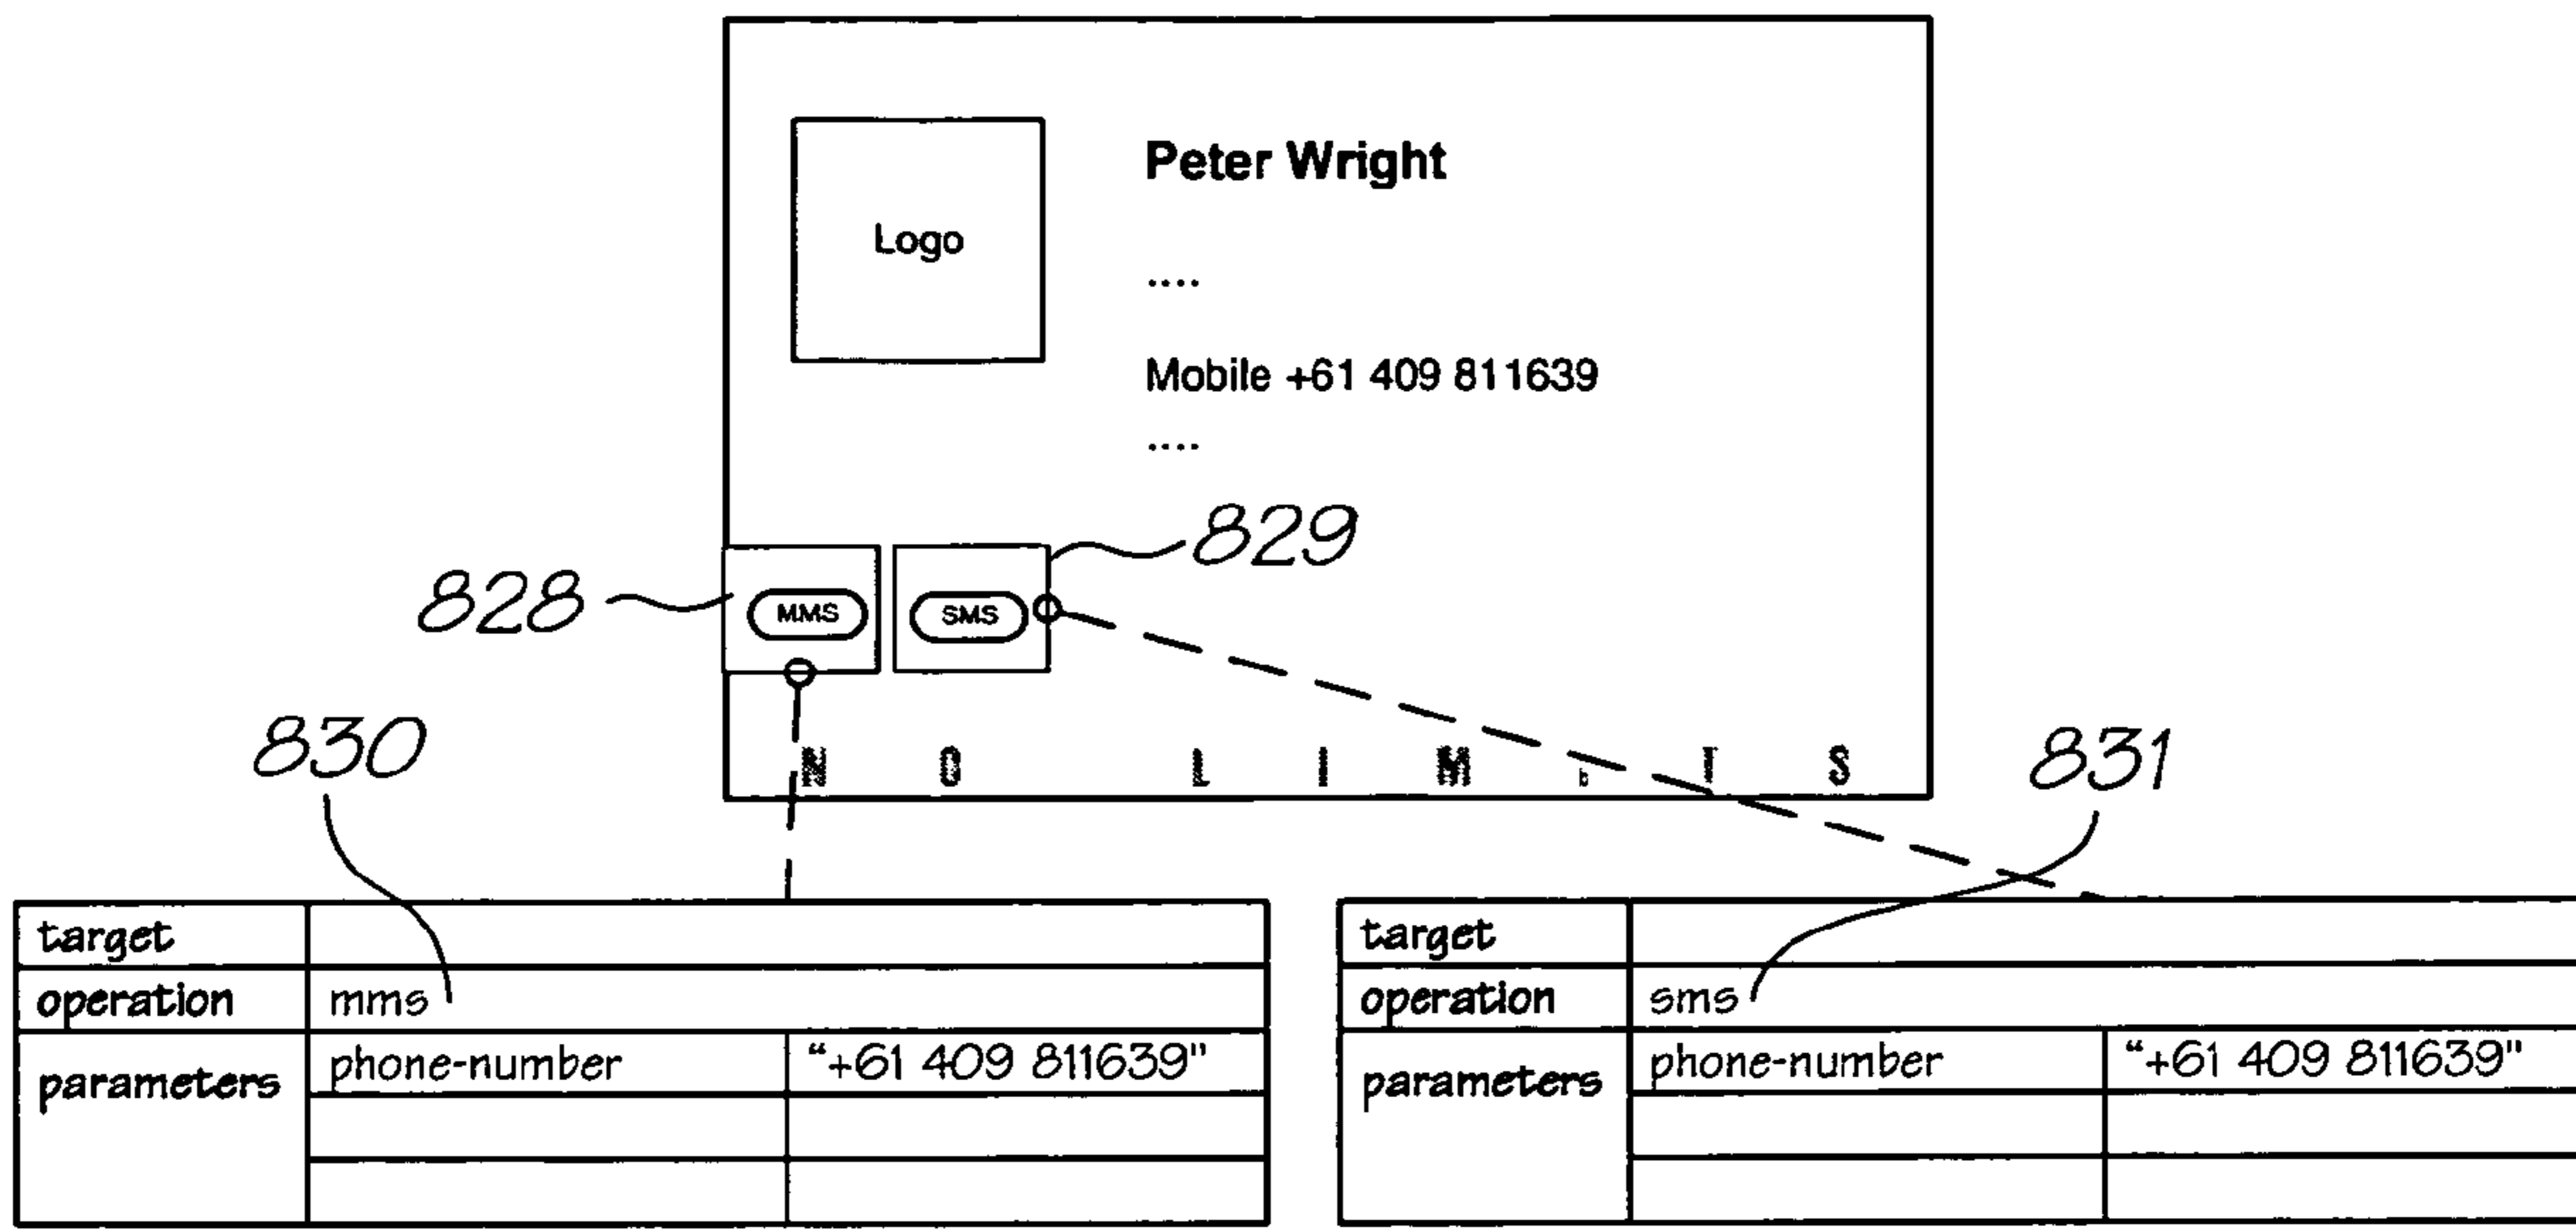 Peter Wright
Logo
....
Mobile +61 409 811639
....
829
828
MMS SMS
830
N O L I M I T S
831
target
operation mms
parameters phone-number "+61 409 811639"
target
operation sms
parameters phone-number "+61 409 811639"